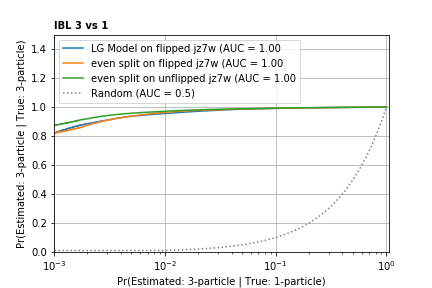 IBL 3 vs 1
LG Model on flipped jz7w (AUC = 1.00
even split on flipped jz7w (AUC = 1.00
even split on unflipped jz7w (AUC = 1.00
Random (AUC = 0.5)
Pr(Estimated: 3-particle | True: 3-particle)
1.4
1.2
1.0
0.8
0.6
0.4
0.2
0.0
10⁻³
10⁻²
10⁻¹
10⁰
Pr(Estimated: 3-particle | True: 1-particle)